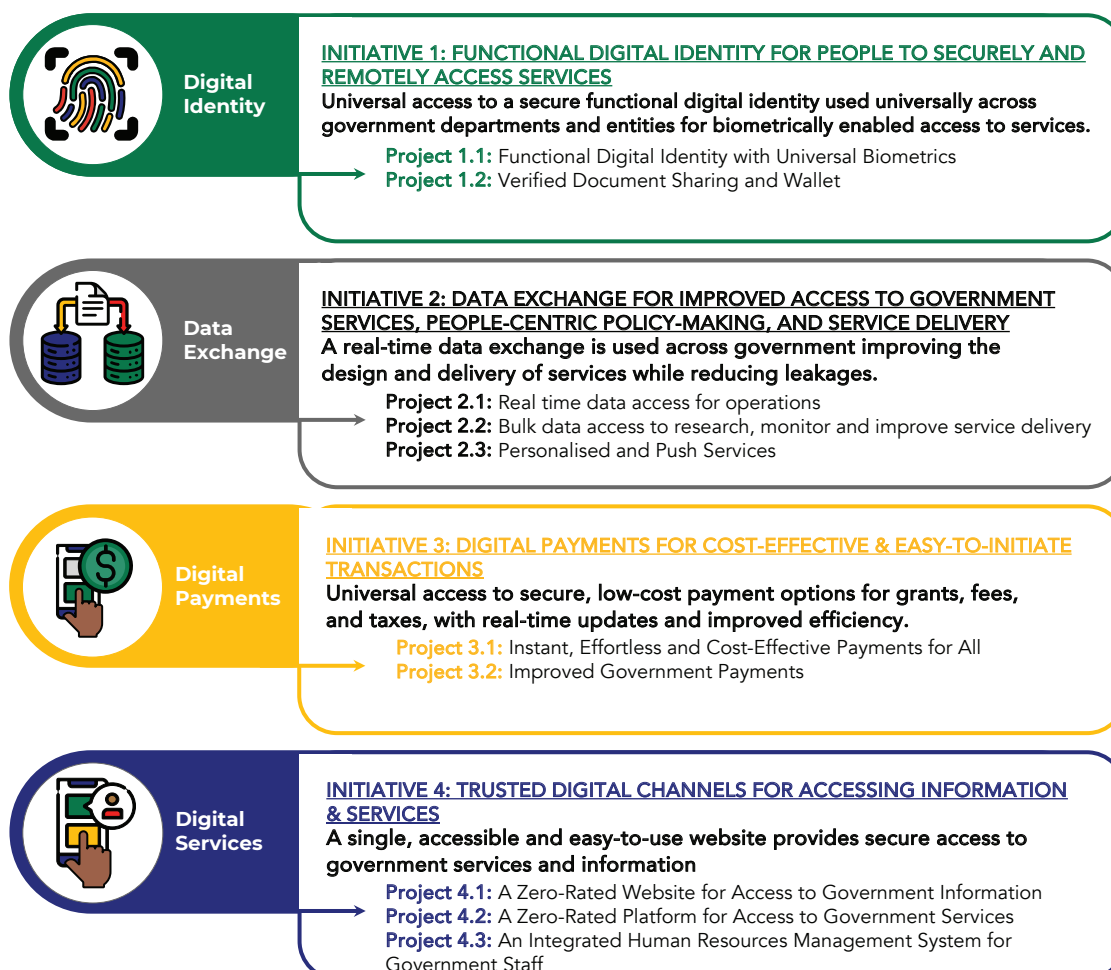 Digital
Identity
INITIATIVE 1: FUNCTIONAL DIGITAL IDENTITY FOR PEOPLE TO SECURELY AND
REMOTELY ACCESS SERVICES
Universal access to a secure functional digital identity used universally across
government departments and entities for biometrically enabled access to services.
Project 1.1: Functional Digital Identity with Universal Biometrics
Project 1.2: Verified Document Sharing and Wallet
Data
Exchange
INITIATIVE 2: DATA EXCHANGE FOR IMPROVED ACCESS TO GOVERNMENT
SERVICES, PEOPLE-CENTRIC POLICY-MAKING, AND SERVICE DELIVERY
A real-time data exchange is used across government improving the
design and delivery of services while reducing leakages.
Project 2.1: Real time data access for operations
Project 2.2: Bulk data access to research, monitor and improve service delivery
Project 2.3: Personalised and Push Services
Digital
Payments
INITIATIVE 3: DIGITAL PAYMENTS FOR COST-EFFECTIVE & EASY-TO-INITIATE
TRANSACTIONS
Universal access to secure, low-cost payment options for grants, fees,
and taxes, with real-time updates and improved efficiency.
Project 3.1: Instant, Effortless and Cost-Effective Payments for All
Project 3.2: Improved Government Payments
Digital
Services
INITIATIVE 4: TRUSTED DIGITAL CHANNELS FOR ACCESSING INFORMATION
& SERVICES
A single, accessible and easy-to-use website provides secure access to
government services and information
Project 4.1: A Zero-Rated Website for Access to Government Information
Project 4.2: A Zero-Rated Platform for Access to Government Services
Project 4.3: An Integrated Human Resources Management System for
Government Staff